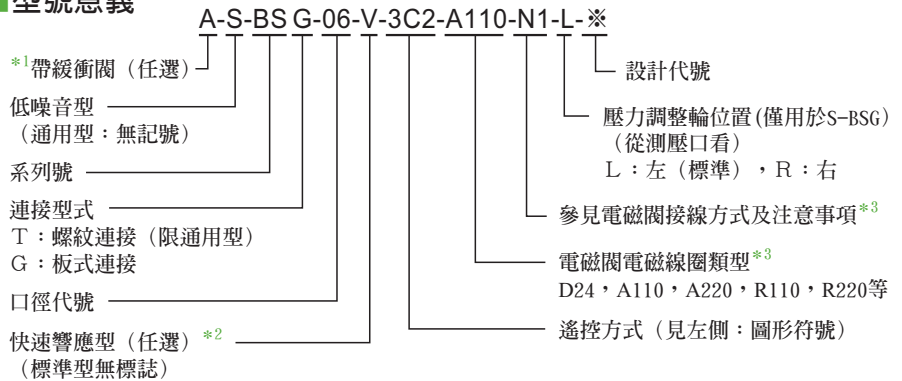 型號意義
A-S-BS G-06-V-3C2-A110-N1-L-※
*1帶緩衝閥（任選）
低噪音型
（通用型：無記號）
系列號
連接型式
T：螺紋連接（限通用型）
G：板式連接
口徑代號
快速響應型（任選）*2
（標準型無標誌）
設計代號
壓力調整輪位置(僅用於S-BSG)
（從測壓口看）
L：左（標準），R：右
參見電磁閥接線方式及注意事項*3
電磁閥電磁線圈類型*3
D24，A110，A220，R110，R220等
遙控方式（見左側：圖形符號）